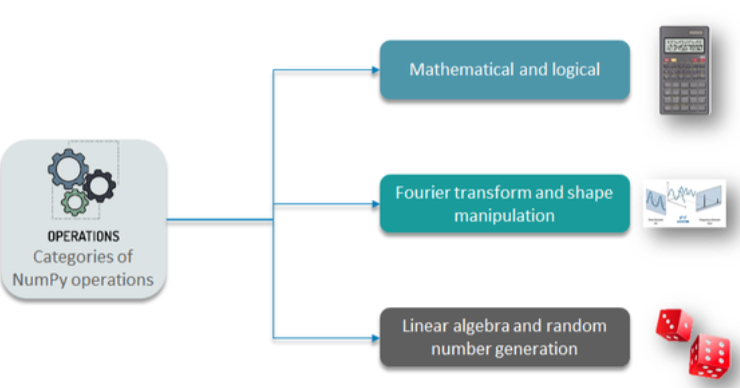 OPERATIONS
Categories of
NumPy operations
Mathematical and logical
Fourier transform and shape
manipulation
Linear algebra and random
number generation